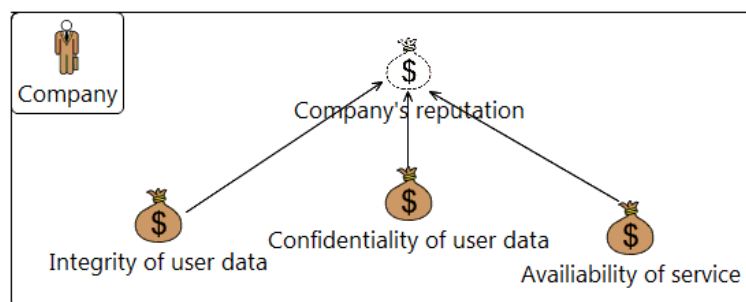 Company
$
Company's reputation
$
$
$
Integrity of user data
Confidentiality of user data
Availiability of service